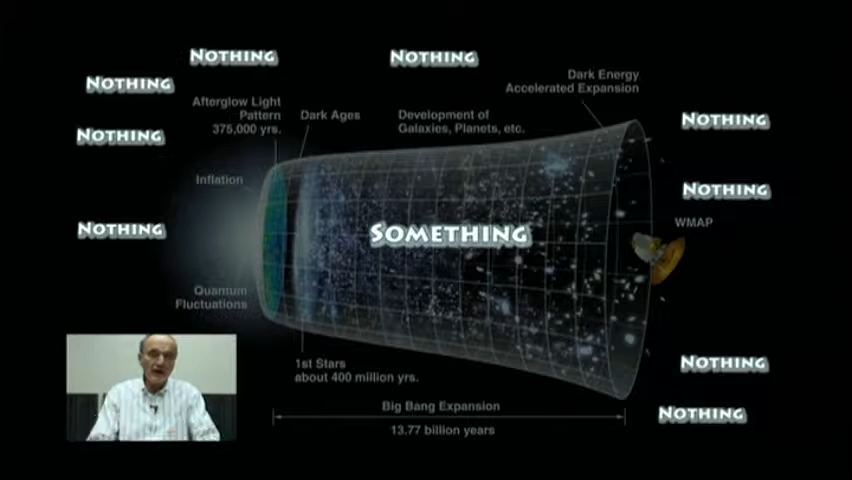 Nothing
Nothing
Nothing
Nothing
Nothing
Afterglow Light
Pattern
375,000 yrs.
Dark Ages
Development of
Galaxies, Planets, etc.
Dark Energy
Accelerated Expansion
Nothing
Nothing
Inflation
Something
WMAP
Quantum
Fluctuations
1st Stars
about 400 million yrs.
Nothing
Nothing
Big Bang Expansion
13.77 billion years